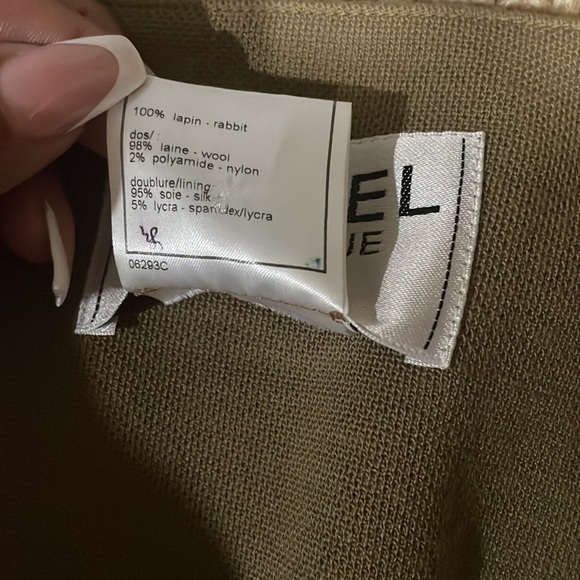 100% lapin - rabbit
dos/ :
98% laine - wool
2% polyamide - nylon
doublure/lining
95% soie - silk
5% lycra - spandex/lycra
06293C
EL
E